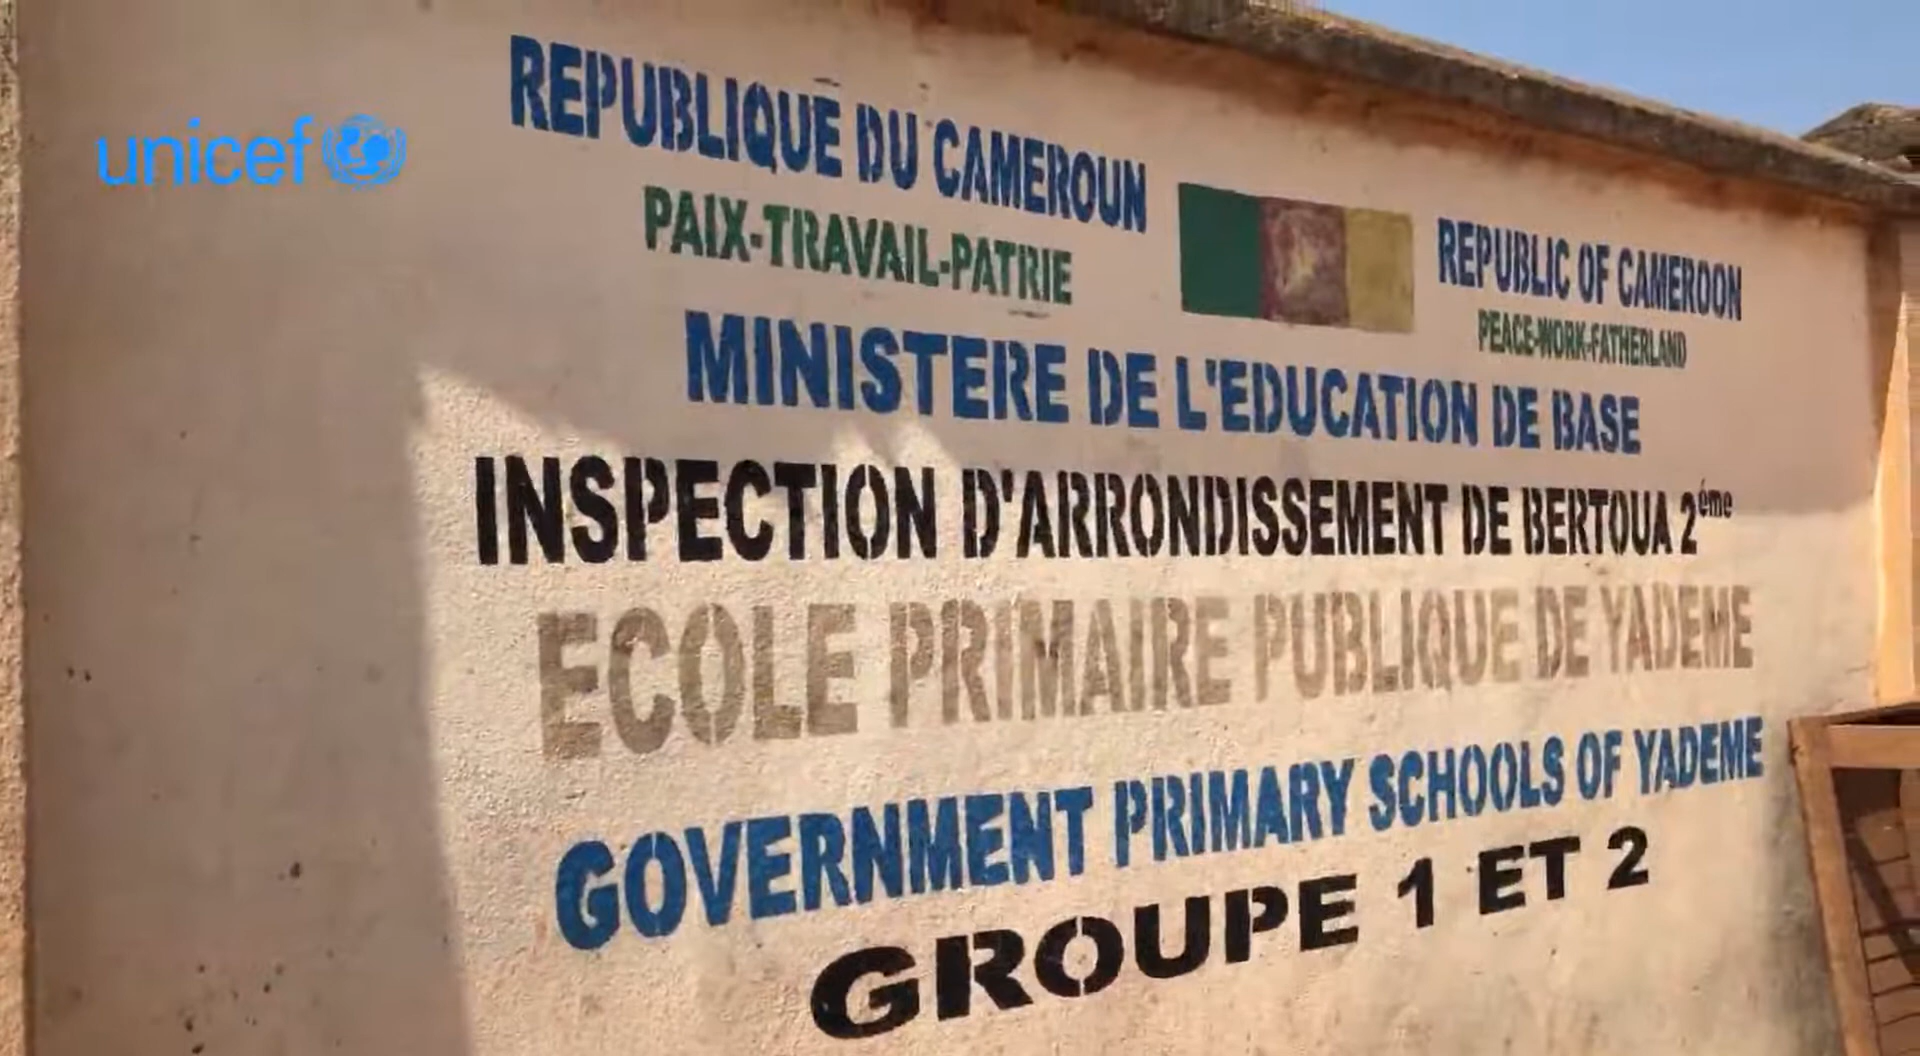 unicef
REPUBLIQUE DU CAMEROUN
PAIX-TRAVAIL-PATRIE
REPUBLIC OF CAMEROON
PEACE-WORK-FATHERLAND
MINISTERE DE L'EDUCATION DE BASE
INSPECTION D'ARRONDISSEMENT DE BERTOUA 2éme
ECOLE PRIMAIRE PUBLIQUE DE YADEME
GOVERNMENT PRIMARY SCHOOLS OF YADEME
GROUPE 1 ET 2